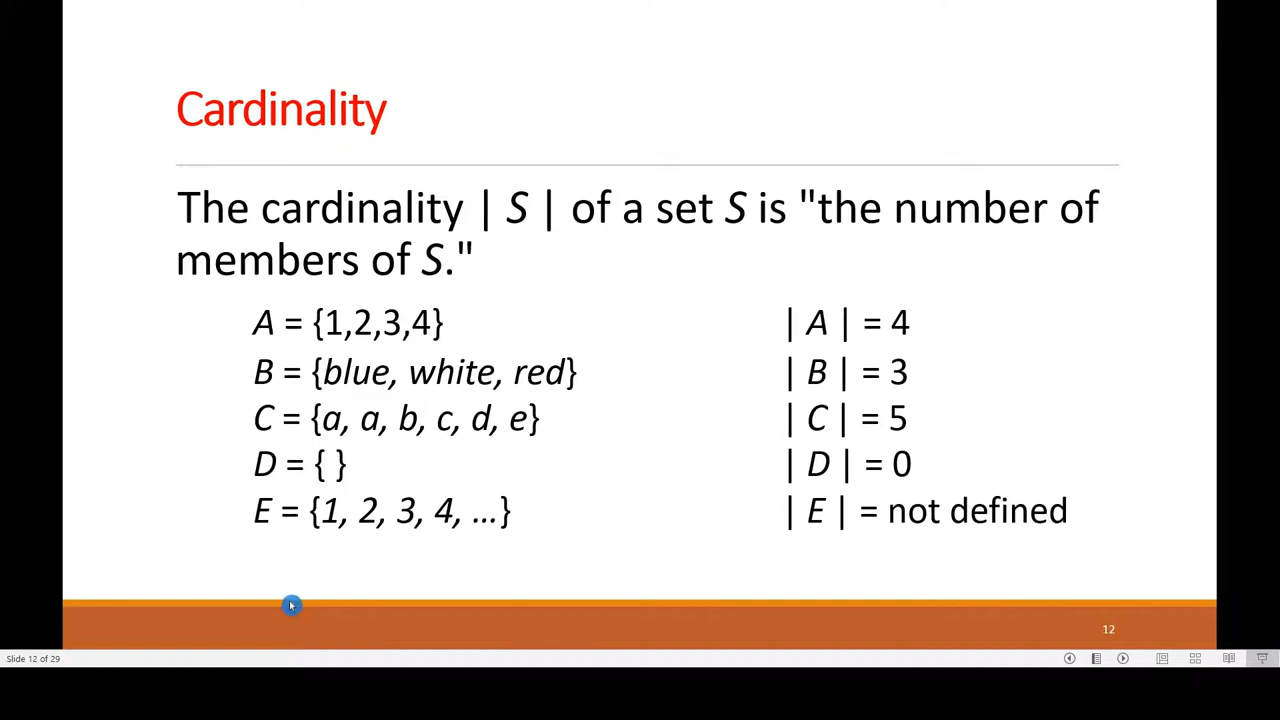 Cardinality
The cardinality | S | of a set S is "the number of
members of S."
A = {1,2,3,4} | A | = 4
B = {blue, white, red} | B | = 3
C = {a, a, b, c, d, e} | C | = 5
D = { } | D | = 0
E = {1, 2, 3, 4, …} | E | = not defined
12
Slide 12 of 29